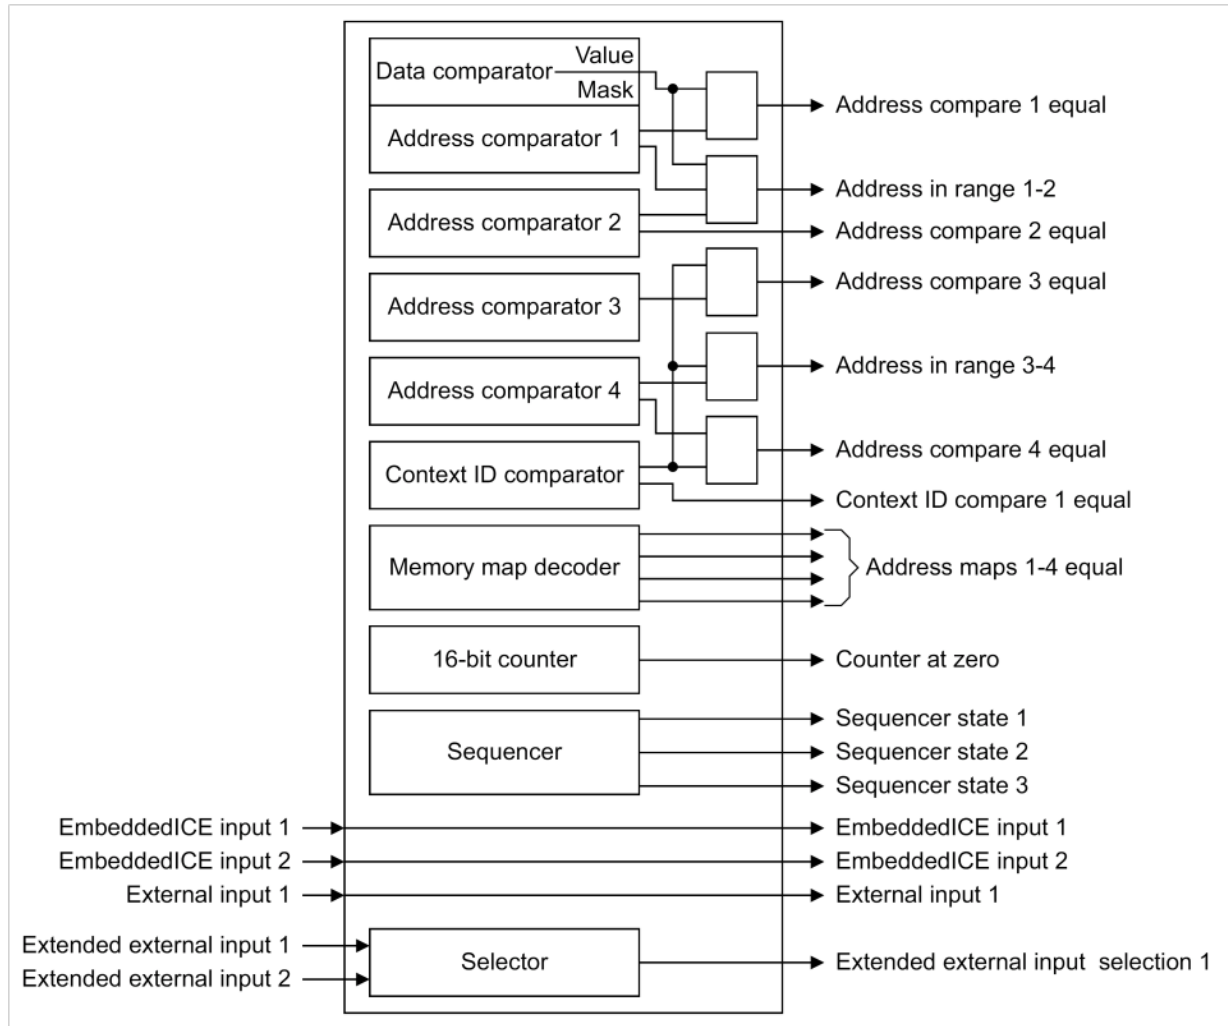 Value
Data comparator
Mask
Address compare 1 equal
Address comparator 1
Address in range 1-2
Address comparator 2
Address compare 2 equal
Address compare 3 equal
Address comparator 3
Address in range 3-4
Address comparator 4
Address compare 4 equal
Context ID comparator
Context ID compare 1 equal
Memory map decoder
Address maps 1-4 equal
16-bit counter
Counter at zero
Sequencer state 1
Sequencer
Sequencer state 2
Sequencer state 3
EmbeddedICE input 1
EmbeddedICE input 1
EmbeddedICE input 2
EmbeddedICE input 2
External input 1
External input 1
Extended external input 1
Selector
Extended external input selection 1
Extended external input 2